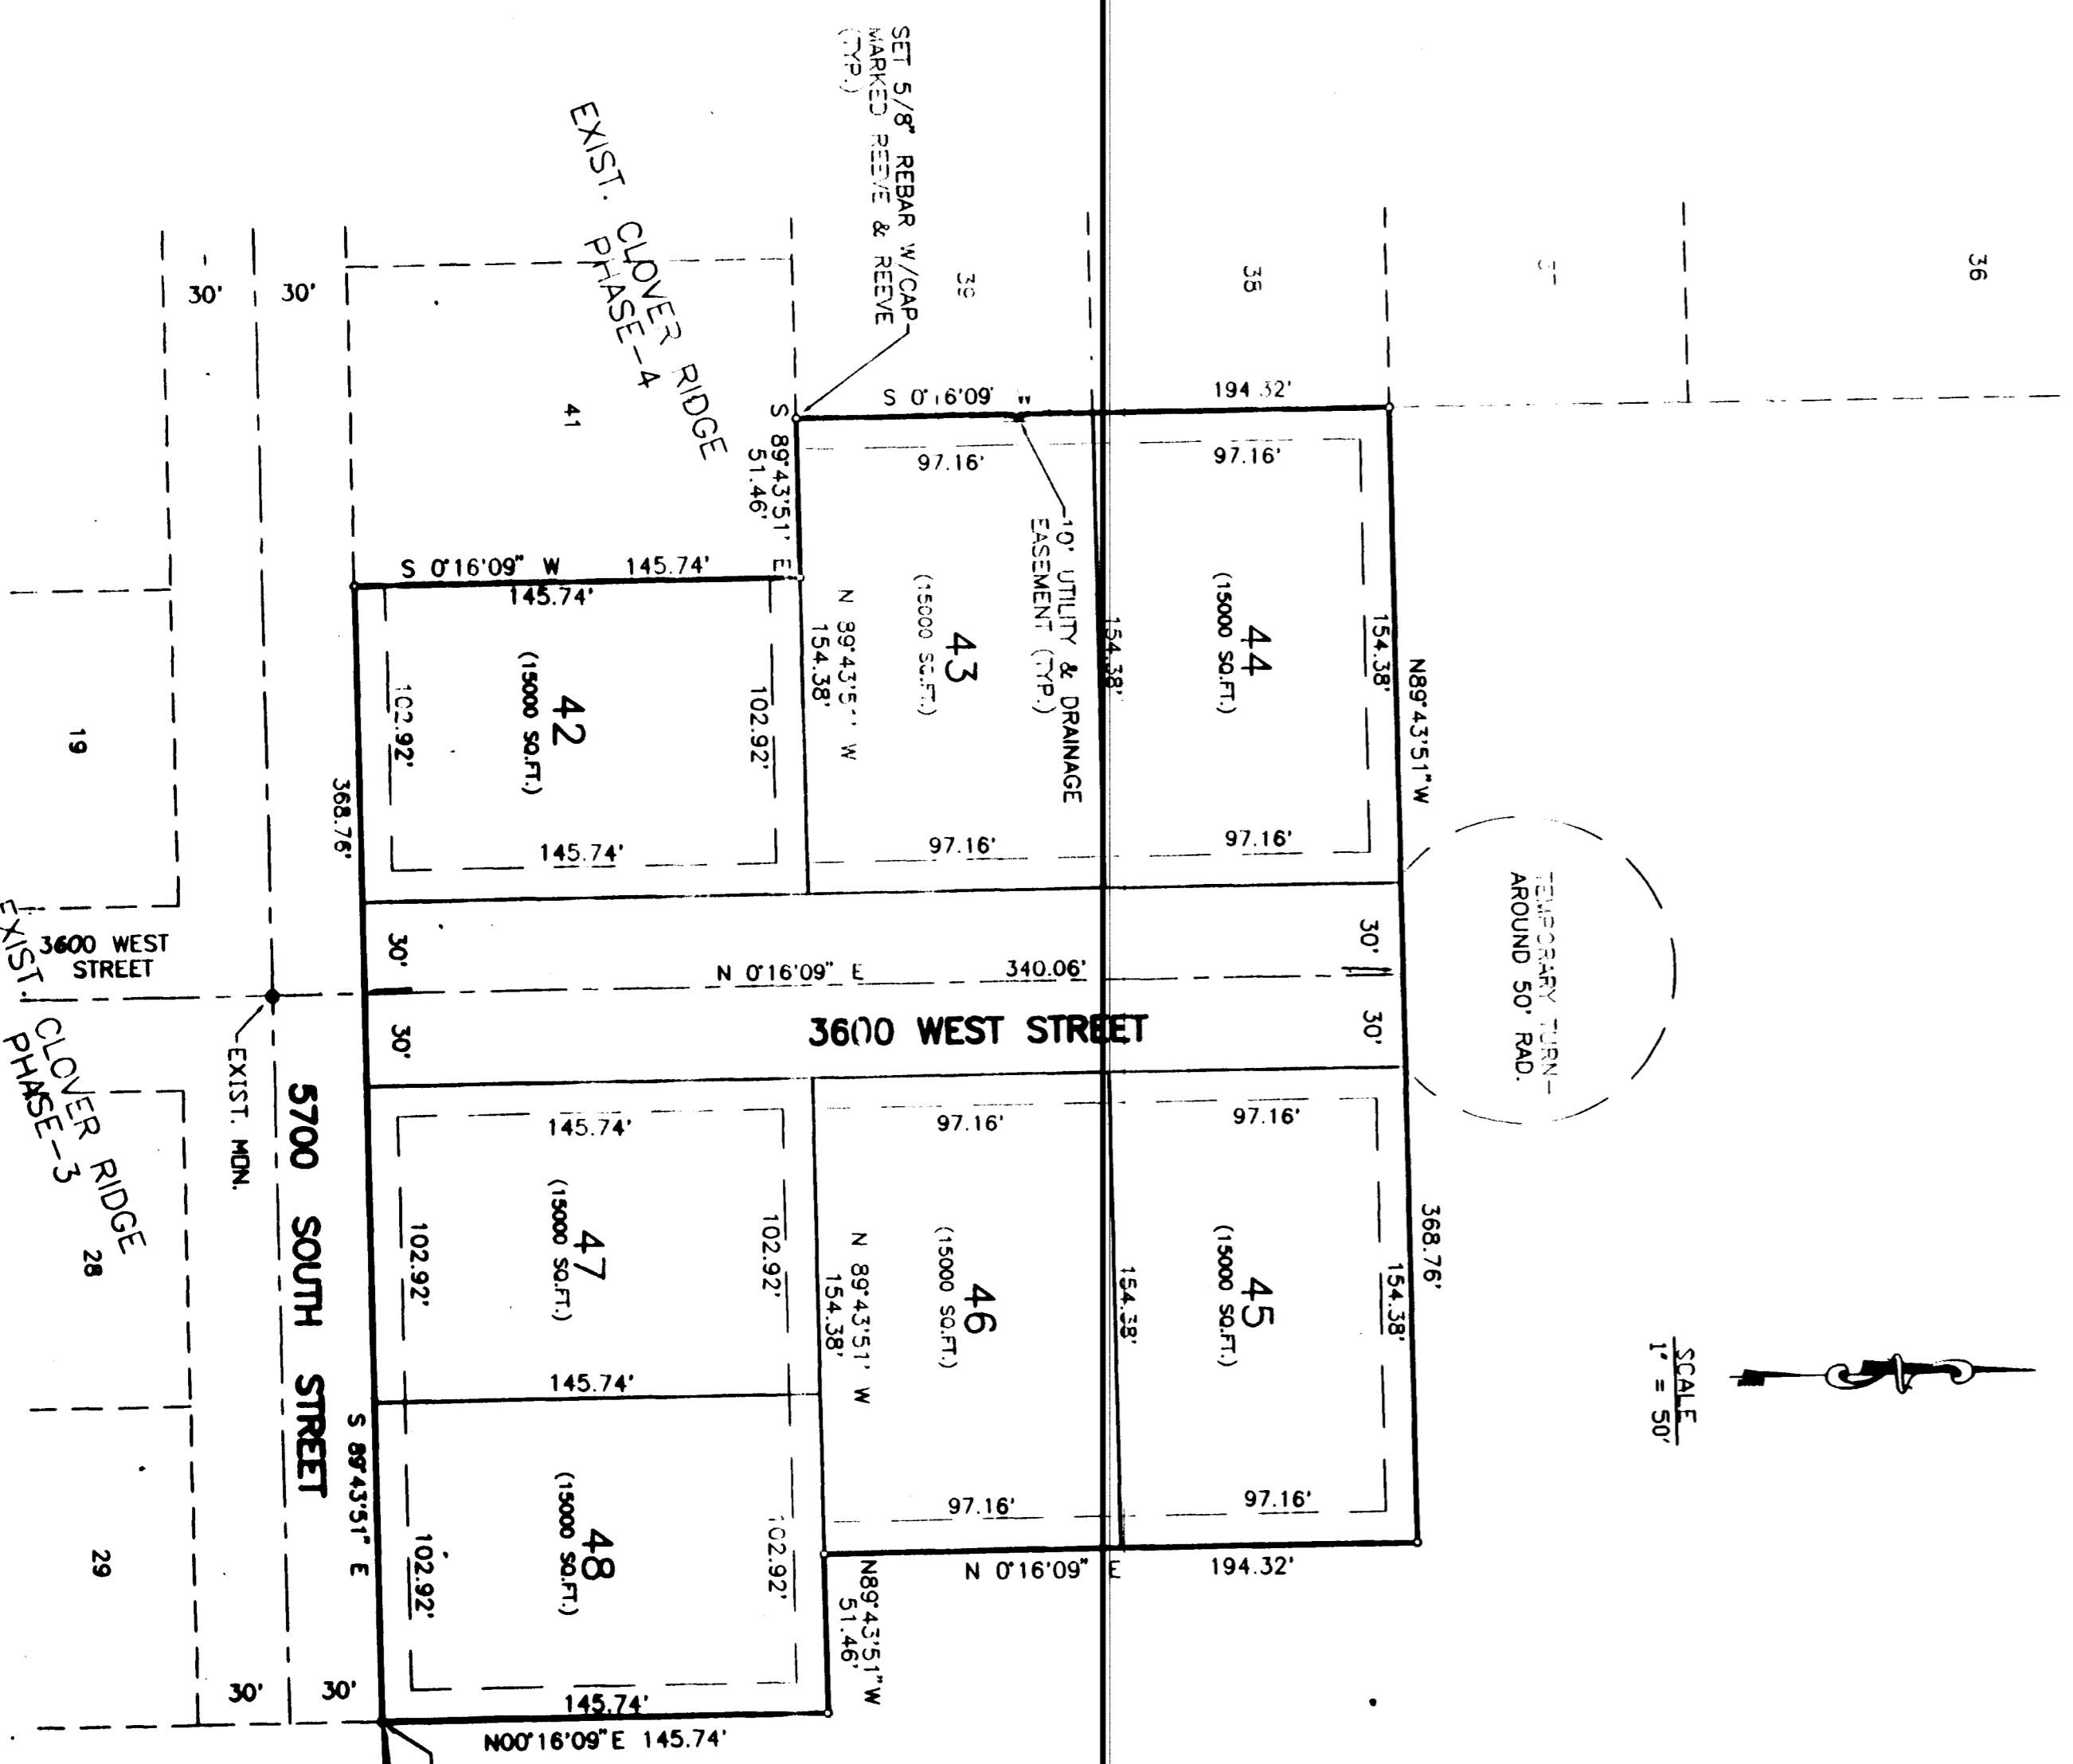 SET 5/8" REBAR W/CAP
MARKED REEVE & REEVE
(TYP.)
EXIST. CLOVER RIDGE
PHASE-4
36
38
39
41
30'
30'
S 0°16'09" W
194.32'
S 89°43'51" E
51.46'
97.16'
97.16'
10' UTILITY & DRAINAGE
EASEMENT (TYP.)
S 0°16'09" W 145.74'
145.74'
42
(15000 SQ.FT.)
102.92'
102.92'
145.74'
43
(15000 SQ.FT.)
N 89°43'51" W
154.38'
97.16'
44
(15000 SQ.FT.)
154.38'
154.38'
97.16'
N89°43'51"W
368.76'
19
3600 WEST
STREET
EXIST. CLOVER RIDGE
PHASE-3
EXIST. MON.
30'
30'
30'
30'
N 0°16'09" E 340.06'
3600 WEST STREET
TEMPORARY TURN-
AROUND 50' RAD.
5700 SOUTH STREET
368.76'
145.74'
47
(15000 SQ.FT.)
102.92'
102.92'
145.74'
97.16'
97.16'
46
(15000 SQ.FT.)
N 89°43'51' W
154.38'
97.16'
45
(15000 SQ.FT.)
154.38'
154.38'
97.16'
SCALE
1" = 50'
28
29
S 89°43'51" E
48
(15000 SQ.FT.)
102.92'
102.92'
145.74'
N00°16'09"E 145.74'
N89°43'51"W
51.46'
N 0°16'09" E
194.32'
30'
30'